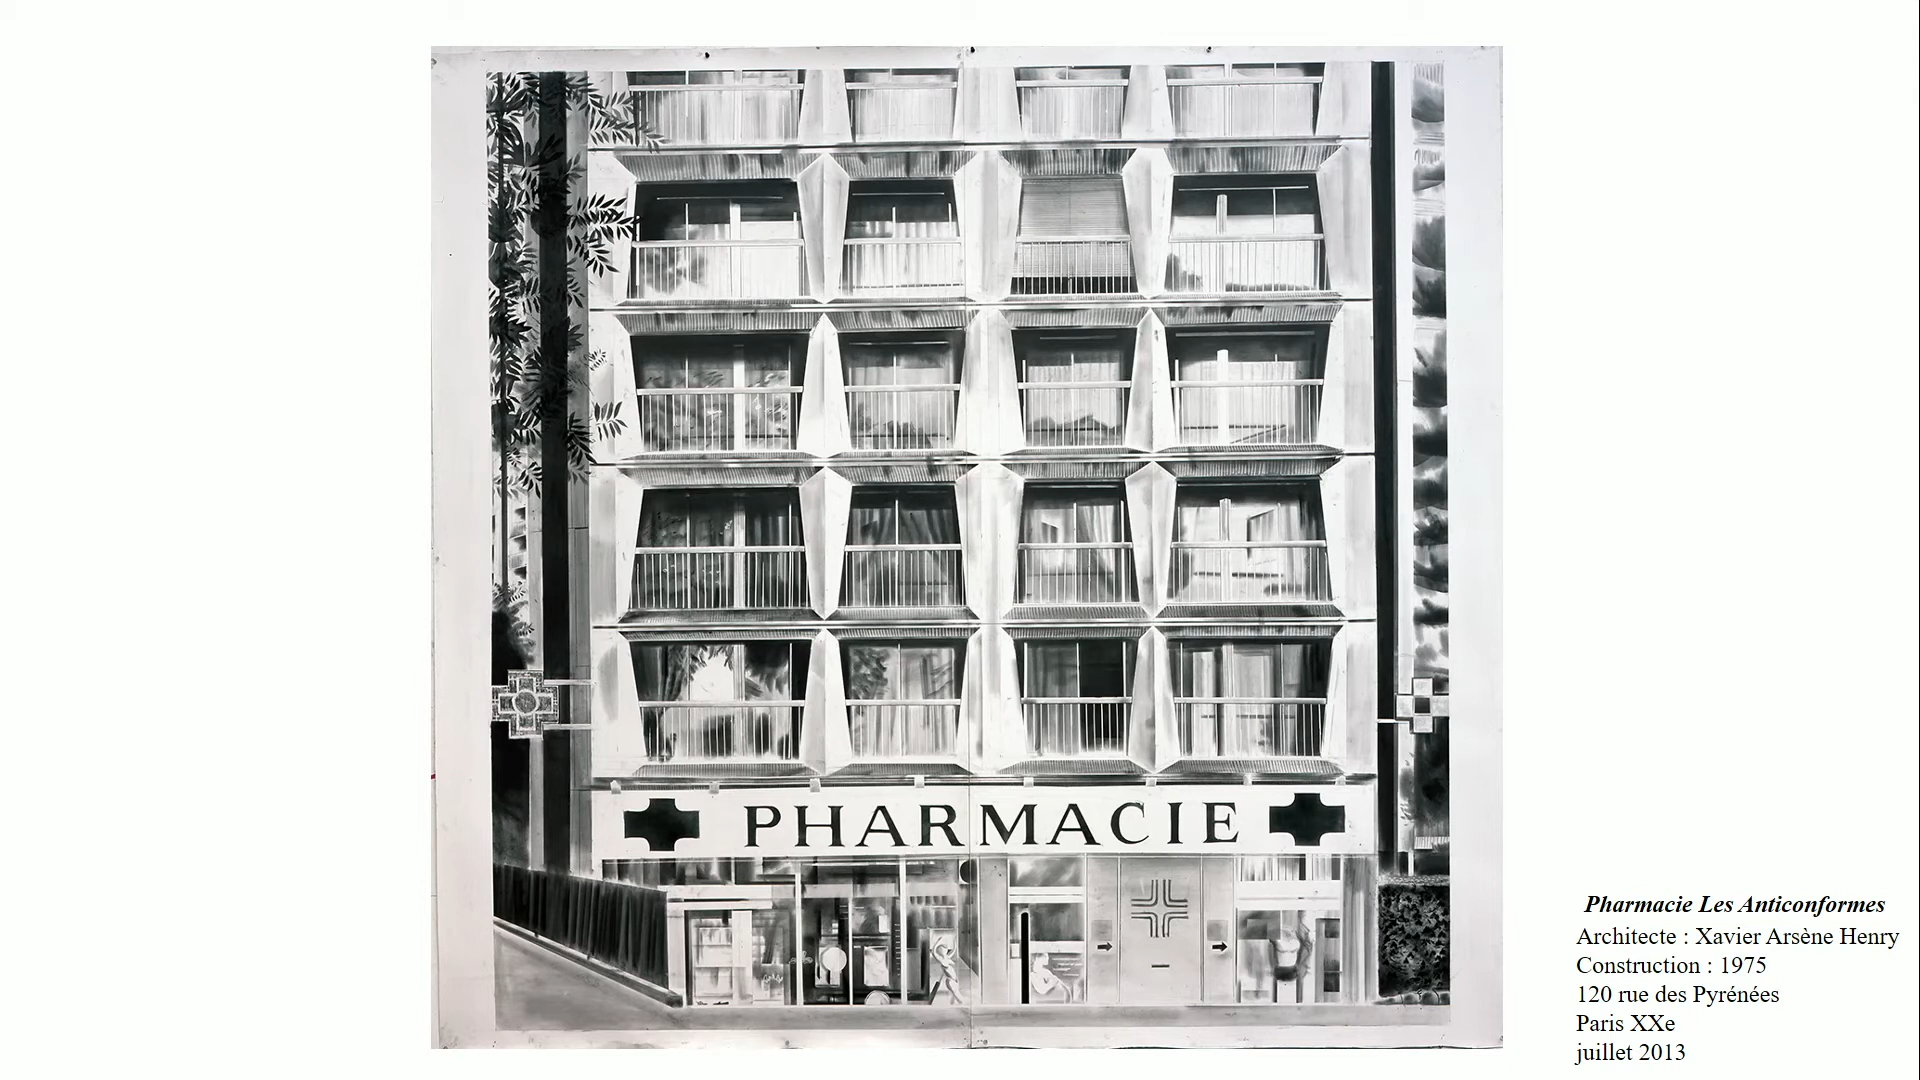 PHARMACIE
Pharmacie Les Anticonformes
Architecte : Xavier Arsène Henry
Construction : 1975
120 rue des Pyrénées
Paris XXe
juillet 2013